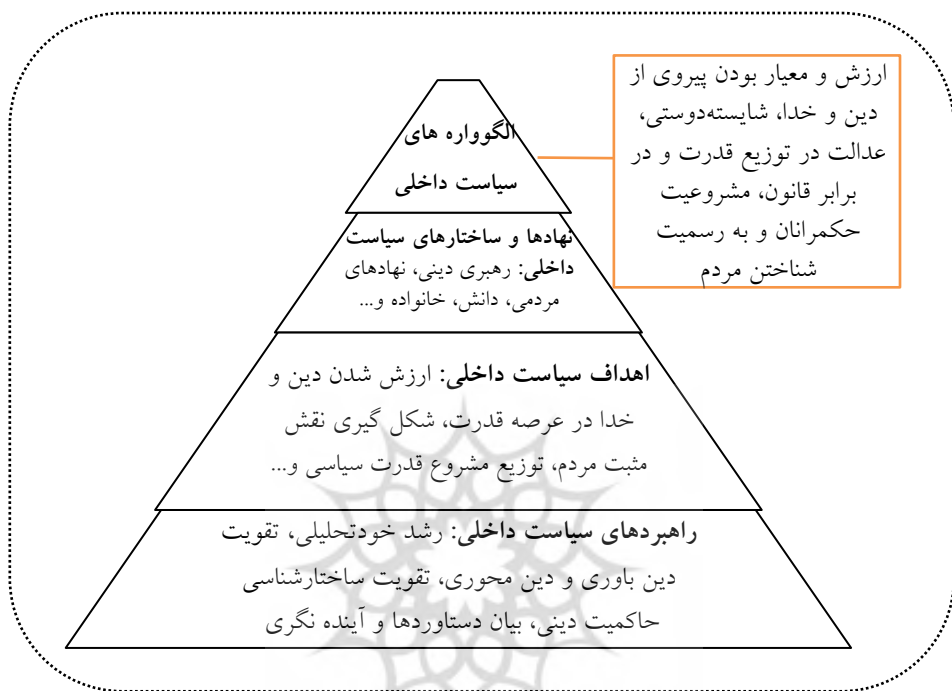 ارزش و معیار بودن پیروی از
دین و خدا، شایسته‌دوستی،
عدالت در توزیع قدرت و در
برابر قانون، مشروعیت
حکمرانان و به رسمیت
شناختن مردم
الگوواره های
سیاست داخلی
نهادها و ساختارهای سیاست
داخلی: رهبری دینی، نهادهای
مردمی، دانش، خانواده و...
اهداف سیاست داخلی: ارزش شدن دین و
خدا در عرصه قدرت، شکل گیری نقش
مثبت مردم، توزیع مشروع قدرت سیاسی و...
راهبردهای سیاست داخلی: رشد خودتحلیلی، تقویت
دین باوری و دین محوری، تقویت ساختارشناسی
حاکمیت دینی، بیان دستاوردها و آینده نگری